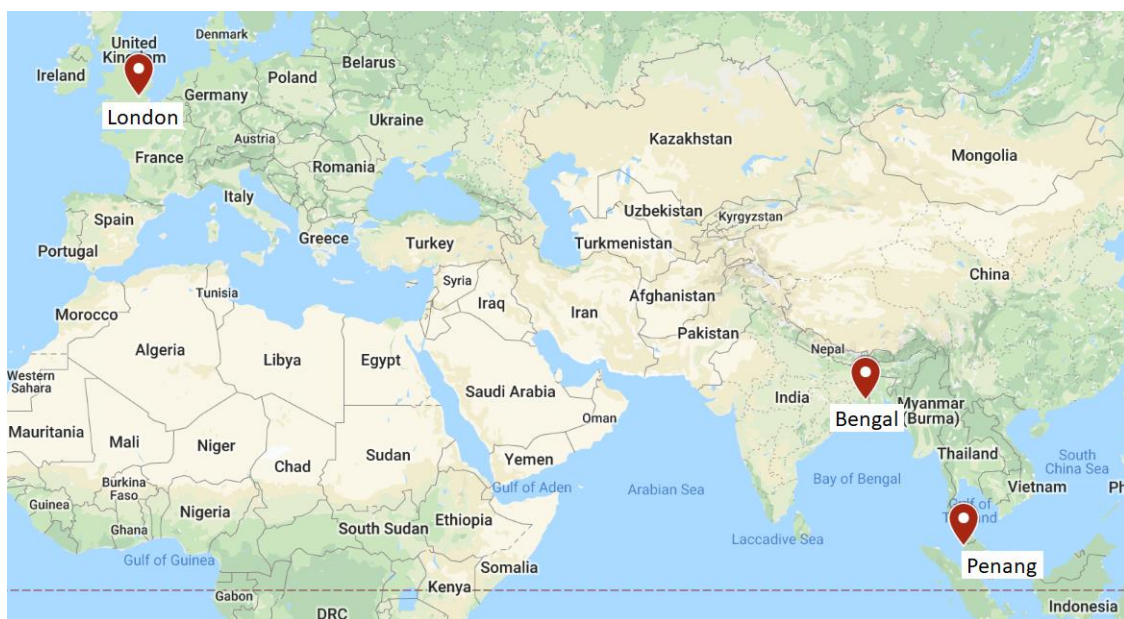 Denmark
United
Kingdom
Ireland
London
Belarus
Poland
Germany
Ukraine
Austria
France
Romania
Italy
Spain
Portugal
Greece
Turkey
Kazakhstan
Mongolia
Uzbekistan
Kyrgyzstan
Turkmenistan
China
Syria
Tunisia
Iraq
Iran
Afghanistan
Pakistan
Morocco
Algeria
Libya
Egypt
Nepal
Western
Sahara
Saudi Arabia
India
Bengal
Myanmar
(Burma)
Oman
Mauritania
Mali
Niger
Chad
Sudan
Yemen
Gulf of Aden
Arabian Sea
Bay of Bengal
Thailand
South
China Sea
Vietnam
Ph
Burkina
Faso
Guinea
Ghana
Nigeria
South Sudan
Ethiopia
Laccadive Sea
Gulf of
Gulf of Guinea
Somalia
Penang
Kenya
Gabon
DRC
Indonesia